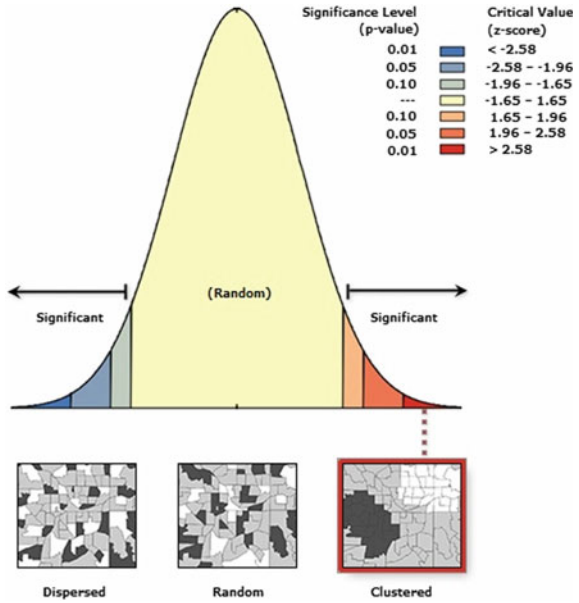 Significance Level Critical Value
(p-value) (z-score)
0.01 < -2.58
0.05 -2.58 – -1.96
0.10 -1.96 – -1.65
--- -1.65 – 1.65
0.10 1.65 – 1.96
0.05 1.96 – 2.58
0.01 > 2.58
(Random)
Significant Significant
Dispersed Random Clustered